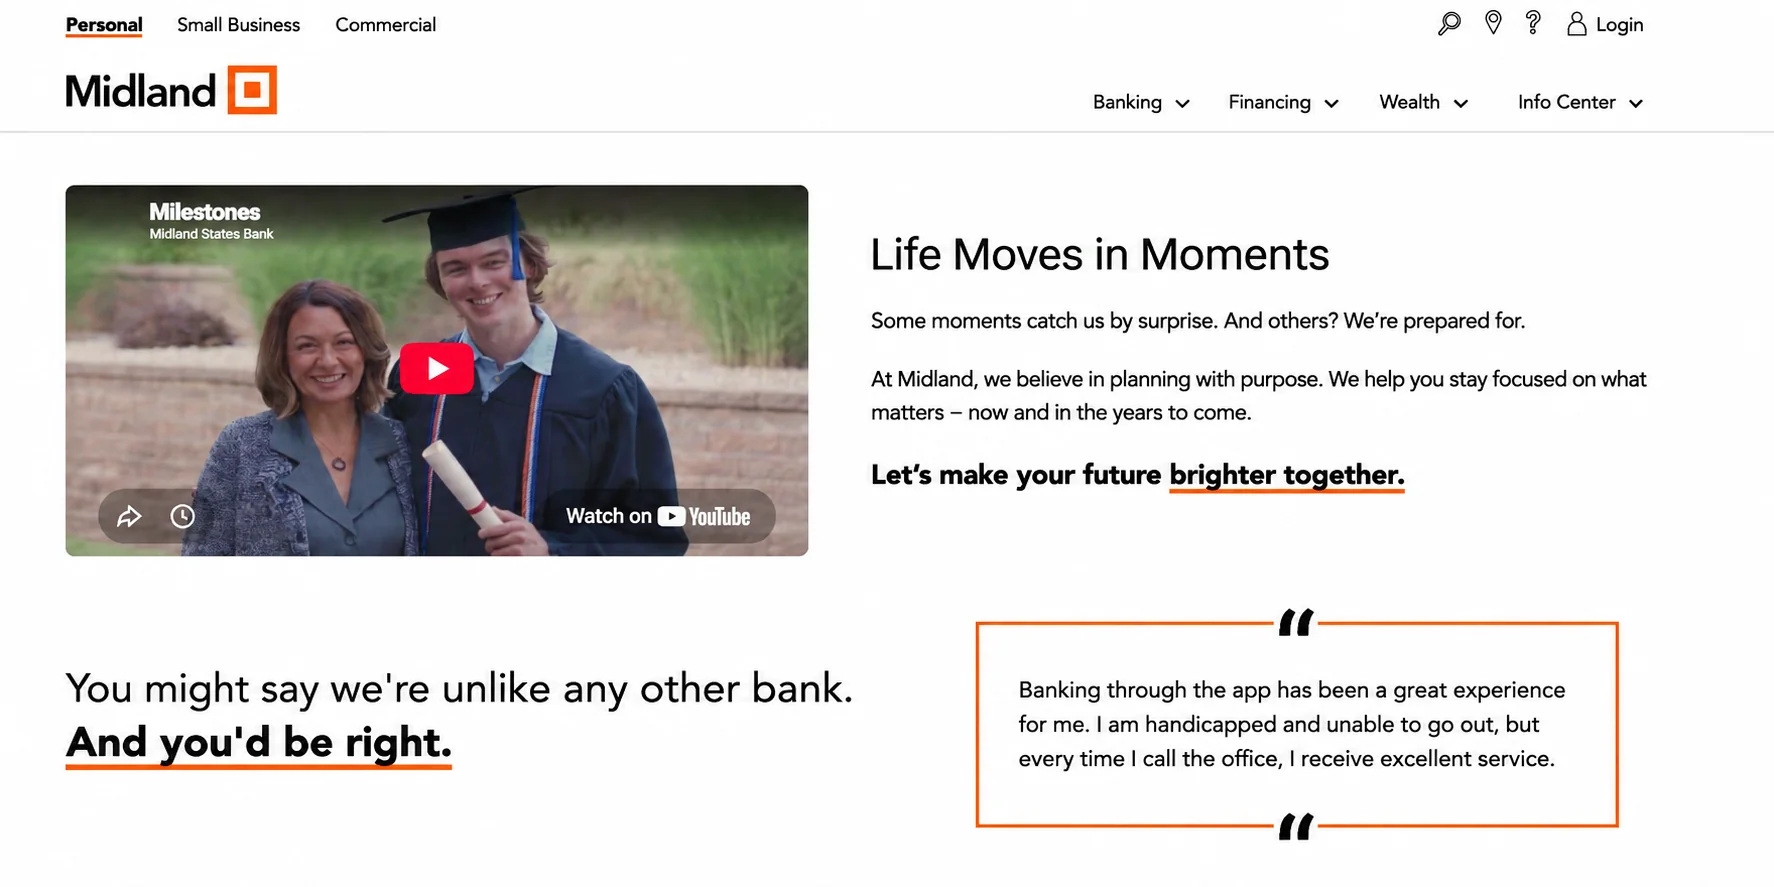 Personal
Small Business
Commercial
Login
Midland
Banking
Financing
Wealth
Info Center
Milestones
Midland States Bank
Watch on YouTube
Life Moves in Moments
Some moments catch us by surprise. And others? We’re prepared for.
At Midland, we believe in planning with purpose. We help you stay focused on what
matters – now and in the years to come.
Let’s make your future brighter together.
You might say we're unlike any other bank.
And you'd be right.
“
Banking through the app has been a great experience
for me. I am handicapped and unable to go out, but
every time I call the office, I receive excellent service.
“